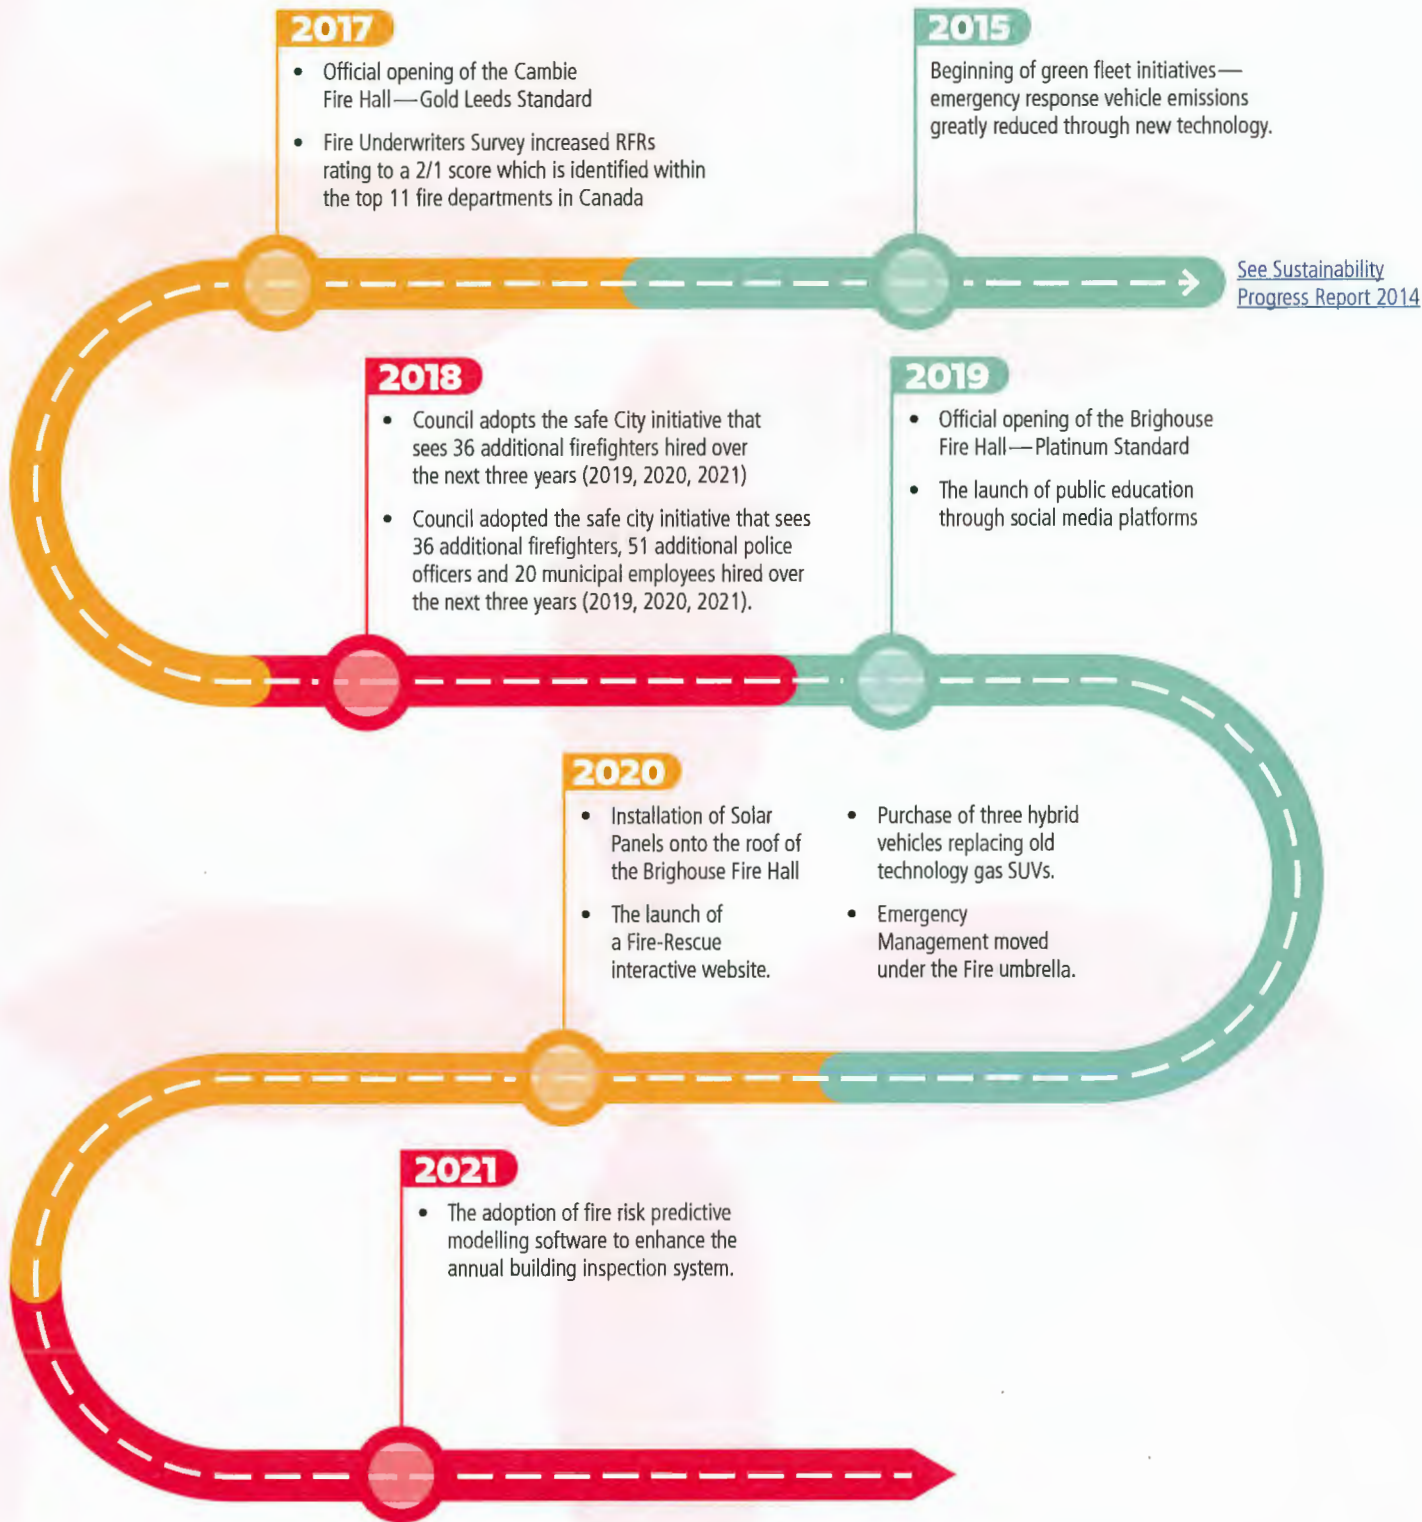 2017
• Official opening of the Cambie
Fire Hall—Gold Leeds Standard
• Fire Underwriters Survey increased RFRs
rating to a 2/1 score which is identified within
the top 11 fire departments in Canada
2015
Beginning of green fleet initiatives—
emergency response vehicle emissions
greatly reduced through new technology.
See Sustainability
Progress Report 2014
2018
• Council adopts the safe City initiative that
sees 36 additional firefighters hired over
the next three years (2019, 2020, 2021)
• Council adopted the safe city initiative that sees
36 additional firefighters, 51 additional police
officers and 20 municipal employees hired over
the next three years (2019, 2020, 2021).
2019
• Official opening of the Brighouse
Fire Hall—Platinum Standard
• The launch of public education
through social media platforms
2020
• Installation of Solar
Panels onto the roof of
the Brighouse Fire Hall
• The launch of
a Fire-Rescue
interactive website.
• Purchase of three hybrid
vehicles replacing old
technology gas SUVs.
• Emergency
Management moved
under the Fire umbrella.
2021
• The adoption of fire risk predictive
modelling software to enhance the
annual building inspection system.